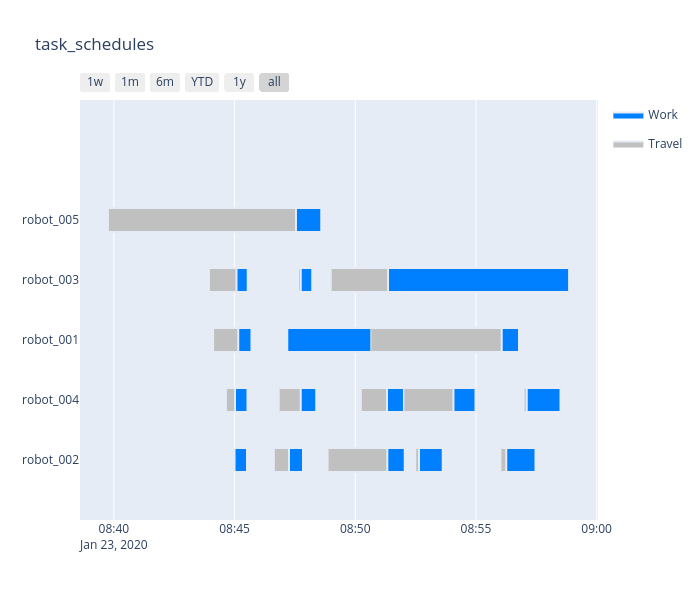 task_schedules
1w 1m 6m YTD 1y all
Work
Travel
robot_005
robot_003
robot_001
robot_004
robot_002
08:40 08:45 08:50 08:55 09:00
Jan 23, 2020